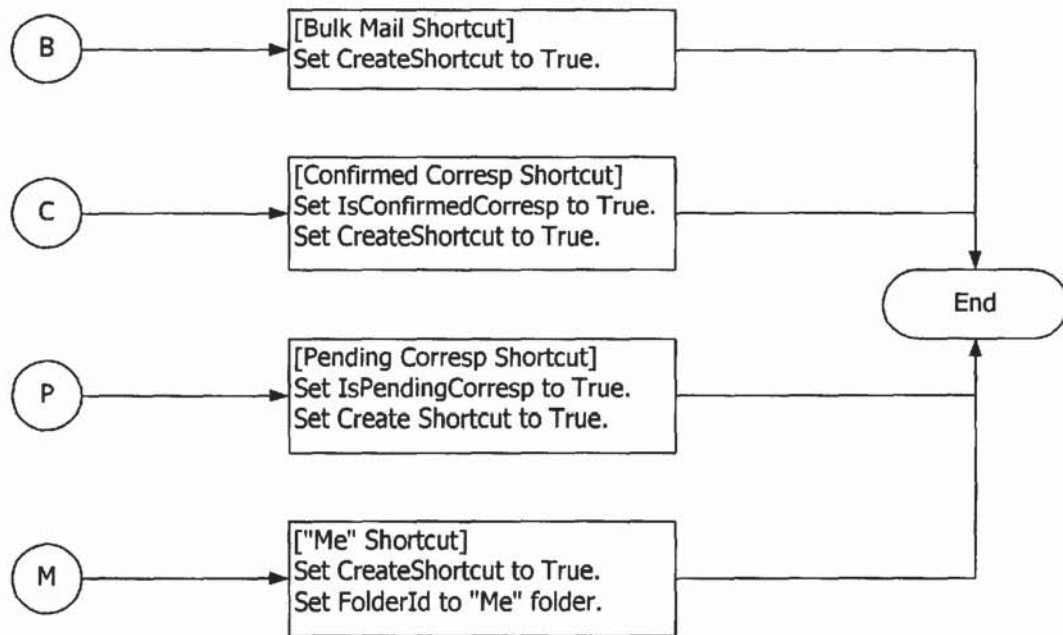 B
[Bulk Mail Shortcut]
Set CreateShortcut to True.
C
[Confirmed Corresp Shortcut]
Set IsConfirmedCorresp to True.
Set CreateShortcut to True.
End
P
[Pending Corresp Shortcut]
Set IsPendingCorresp to True.
Set Create Shortcut to True.
M
["Me" Shortcut]
Set CreateShortcut to True.
Set FolderId to "Me" folder.